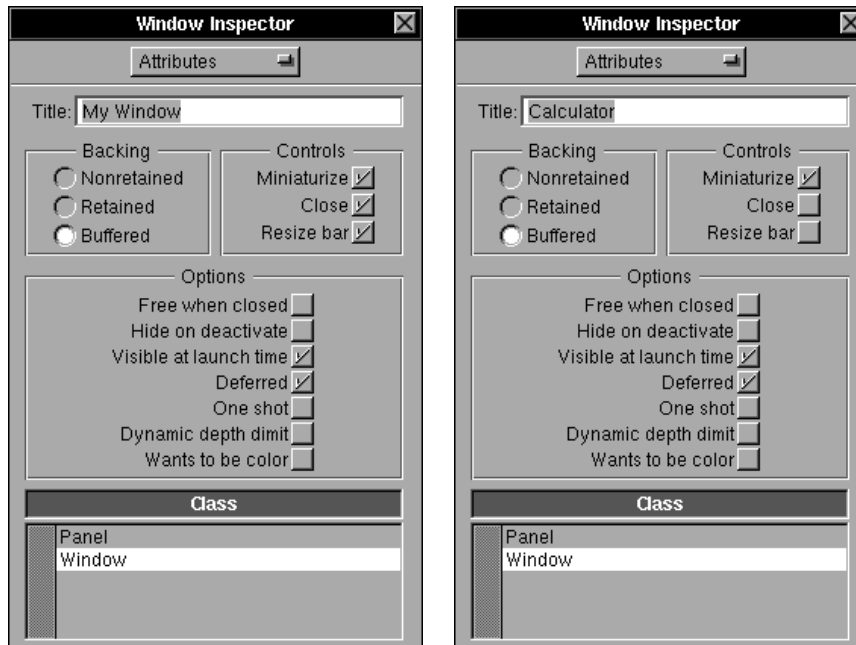 Window Inspector
Attributes
Title: My Window
Backing
Nonretained
Retained
Buffered
Controls
Miniaturize
Close
Resize bar
Options
Free when closed
Hide on deactivate
Visible at launch time
Deferred
One shot
Dynamic depth dimit
Wants to be color
Class
Panel
Window
Window Inspector
Attributes
Title: Calculator
Backing
Nonretained
Retained
Buffered
Controls
Miniaturize
Close
Resize bar
Options
Free when closed
Hide on deactivate
Visible at launch time
Deferred
One shot
Dynamic depth dimit
Wants to be color
Class
Panel
Window